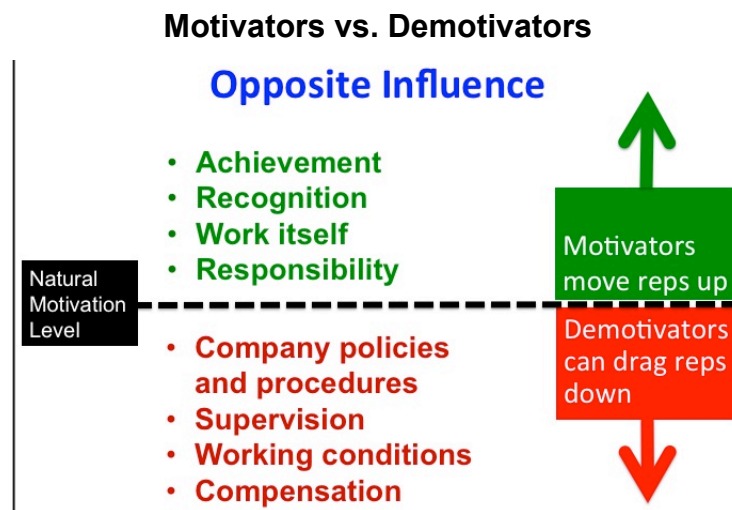 Motivators vs. Demotivators
Opposite Influence
• Achievement
• Recognition
• Work itself
• Responsibility
Natural
Motivation
Level
Motivators
move reps up
• Company policies
and procedures
• Supervision
• Working conditions
• Compensation
Demotivators
can drag reps
down